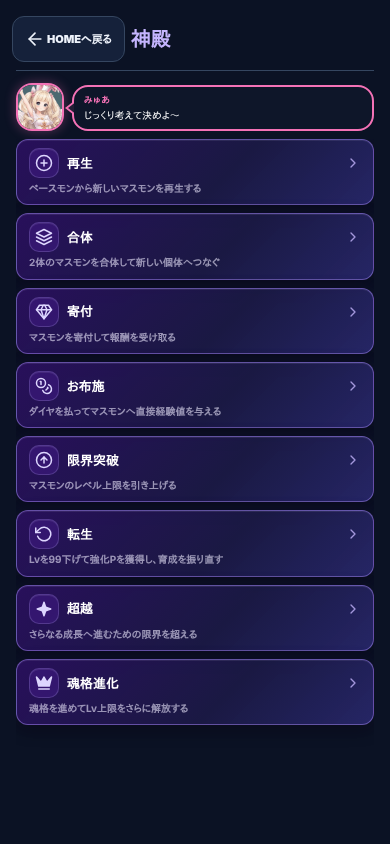 HOMEへ戻る
神殿
みゅあ
じっくり考えて決めよ～
再生
ベースモンから新しいマスモンを再生する
合体
2体のマスモンを合体して新しい個体へつなぐ
寄付
マスモンを寄付して報酬を受け取る
お布施
ダイヤを払ってマスモンへ直接経験値を与える
限界突破
マスモンのレベル上限を引き上げる
転生
Lvを99下げて強化Pを獲得し、育成を振り直す
超越
さらなる成長へ進むための限界を超える
魂格進化
魂格を進めてLv上限をさらに解放する